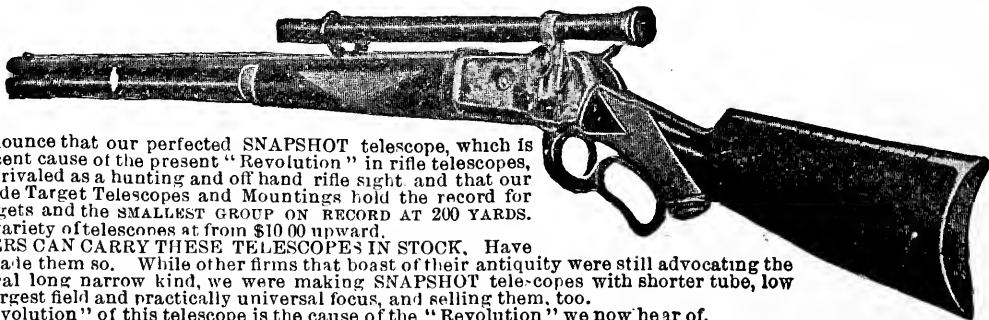 ounce that our perfected SNAPSHOT telescope, which is
cent cause of the present "Revolution" in rifle telescopes,
rivaled as a hunting and off hand rifle sight and that our
de Target Telescopes and Mountings hold the record for
gets and the SMALLEST GROUP ON RECORD AT 200 YARDS.
variety of telescopes at from $10 00 upward.
ERS CAN CARRY THESE TELESCOPES IN STOCK. Have
ade them so. While other firms that boast of their antiquity were still advocating the
al long narrow kind, we were making SNAPSHOT telescopes with shorter tube, low
rgest field and practically universal focus, and selling them, too.
volution" of this telescope is the cause of the "Revolution" we now hear of.